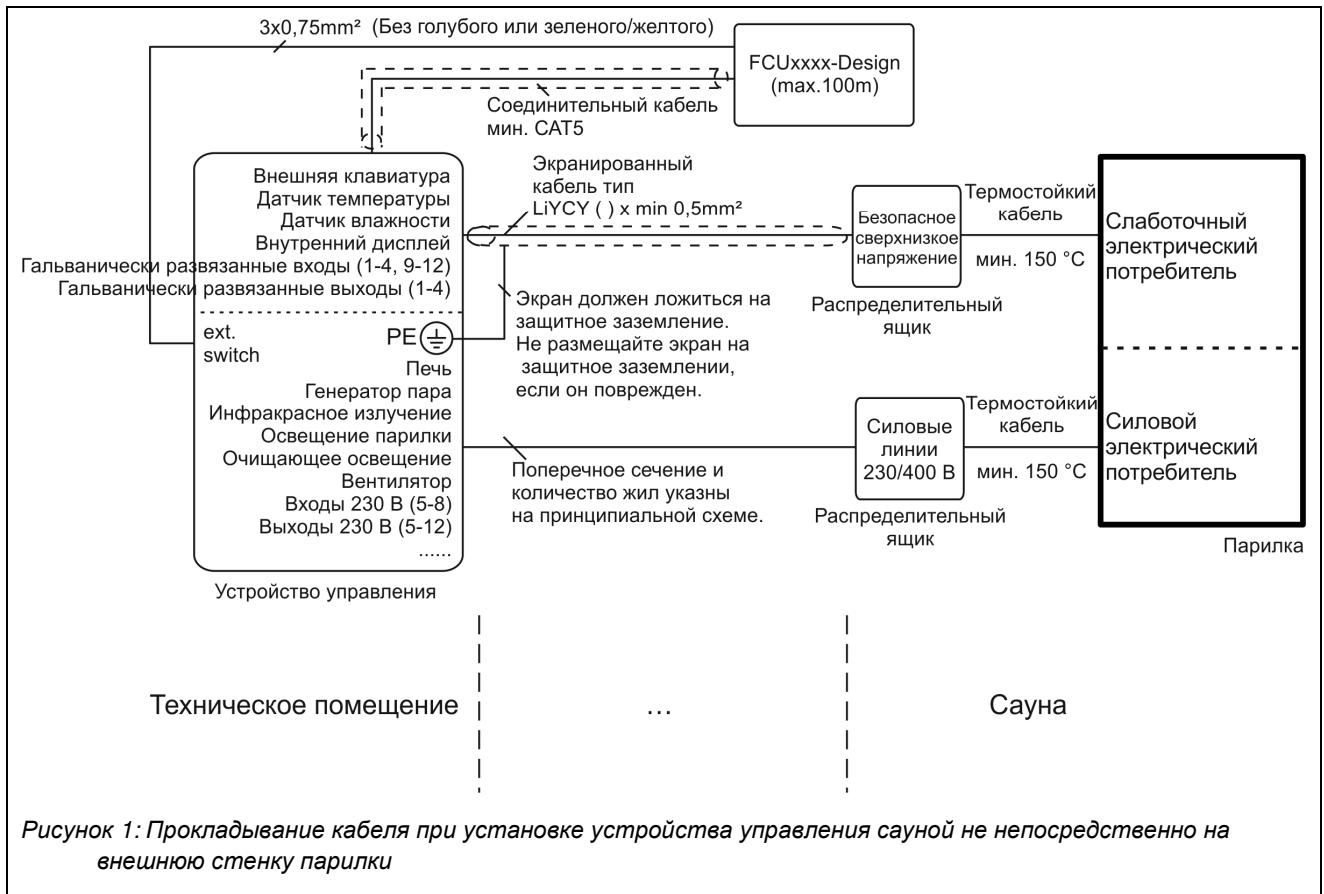 3x0,75mm² (Без голубого или зеленого/желтого)
FCUxxxx-Design
(max.100m)
Соединительный кабель
мин. CAT5
Внешняя клавиатура
Датчик температуры
Датчик влажности
Внутренний дисплей
Гальванически развязанные входы (1-4, 9-12)
Гальванически развязанные выходы (1-4)
ext.
switch
PE
Печь
Генератор пара
Инфракрасное излучение
Освещение парилки
Очищающее освещение
Вентилятор
Входы 230 В (5-8)
Выходы 230 В (5-12)
......
Устройство управления
Экранированный
кабель тип
LiYCY ( ) x min 0,5mm²
Экран должен ложиться на
защитное заземление.
Не размещайте экран на
защитное заземлении,
если он поврежден.
Поперечное сечение и
количество жил указны
на принципиальной схеме.
Безопасное
сверхнизкое
напряжение
Распределительный
ящик
Термостойкий
кабель
мин. 150 °C
Слаботочный
электрический
потребитель
Силовые
линии
230/400 В
Распределительный
ящик
Термостойкий
кабель
мин. 150 °C
Силовой
электрический
потребитель
Парилка
Техническое помещение
...
Сауна
Рисунок 1: Прокладывание кабеля при установке устройства управления сауной не непосредственно на
внешнюю стенку парилки